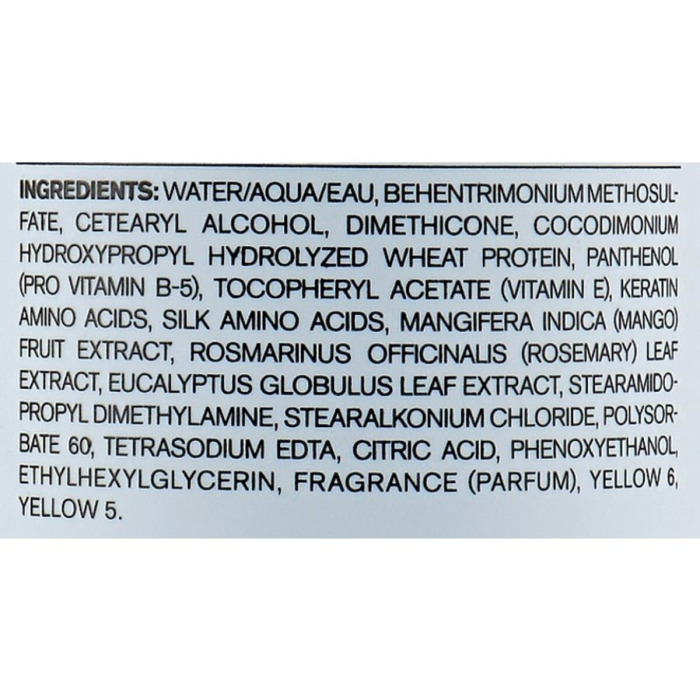 INGREDIENTS: WATER/AQUA/EAU, BEHENTRIMONIUM METHOSUL-
FATE, CETEARYL ALCOHOL, DIMETHICONE, COCODIMONIUM
HYDROXYPROPYL HYDROLYZED WHEAT PROTEIN, PANTHENOL
(PRO VITAMIN B-5), TOCOPHERYL ACETATE (VITAMIN E), KERATIN
AMINO ACIDS, SILK AMINO ACIDS, MANGIFERA INDICA (MANGO)
FRUIT EXTRACT, ROSMARINUS OFFICINALIS (ROSEMARY) LEAF
EXTRACT, EUCALYPTUS GLOBULUS LEAF EXTRACT, STEARAMIDO-
PROPYL DIMETHYLAMINE, STEARALKONIUM CHLORIDE, POLYSOR-
BATE 60, TETRASODIUM EDTA, CITRIC ACID, PHENOXYETHANOL,
ETHYLHEXYLGLYCERIN, FRAGRANCE (PARFUM), YELLOW 6,
YELLOW 5.